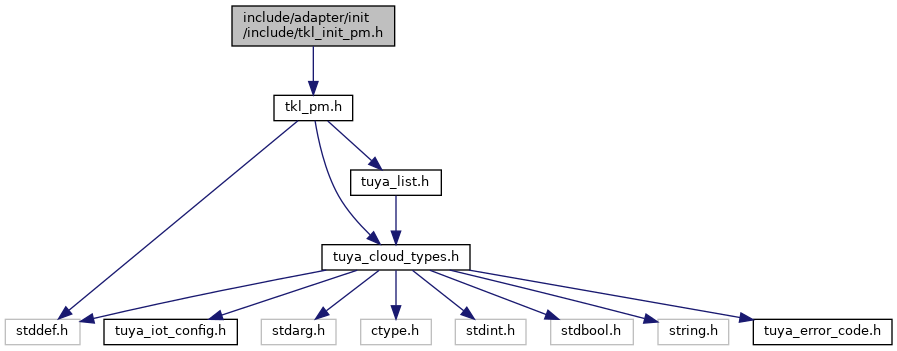 include/adapter/init
/include/tkl_init_pm.h
tkl_pm.h
tuya_list.h
tuya_cloud_types.h
stddef.h
tuya_iot_config.h
stdarg.h
ctype.h
stdint.h
stdbool.h
string.h
tuya_error_code.h